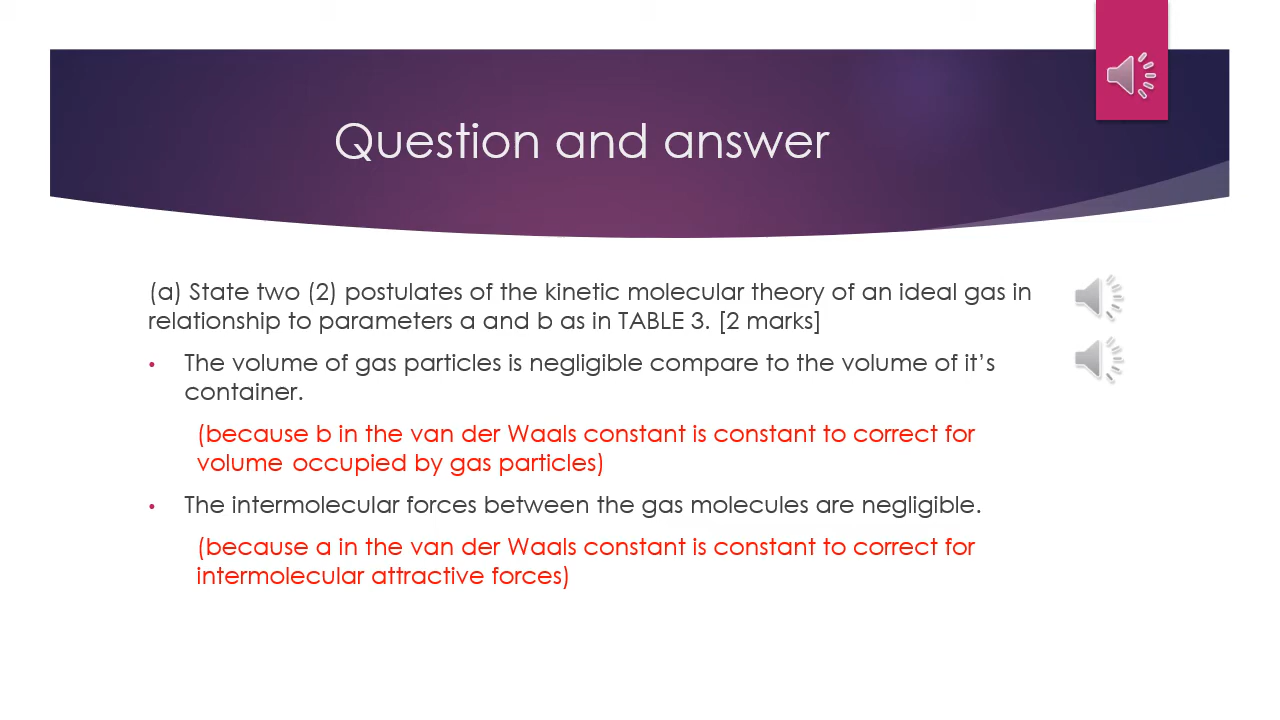 Question and answer
(a) State two (2) postulates of the kinetic molecular theory of an ideal gas in
relationship to parameters a and b as in TABLE 3. [2 marks]
• The volume of gas particles is negligible compare to the volume of it’s
container.
(because b in the van der Waals constant is constant to correct for
volume occupied by gas particles)
• The intermolecular forces between the gas molecules are negligible.
(because a in the van der Waals constant is constant to correct for
intermolecular attractive forces)